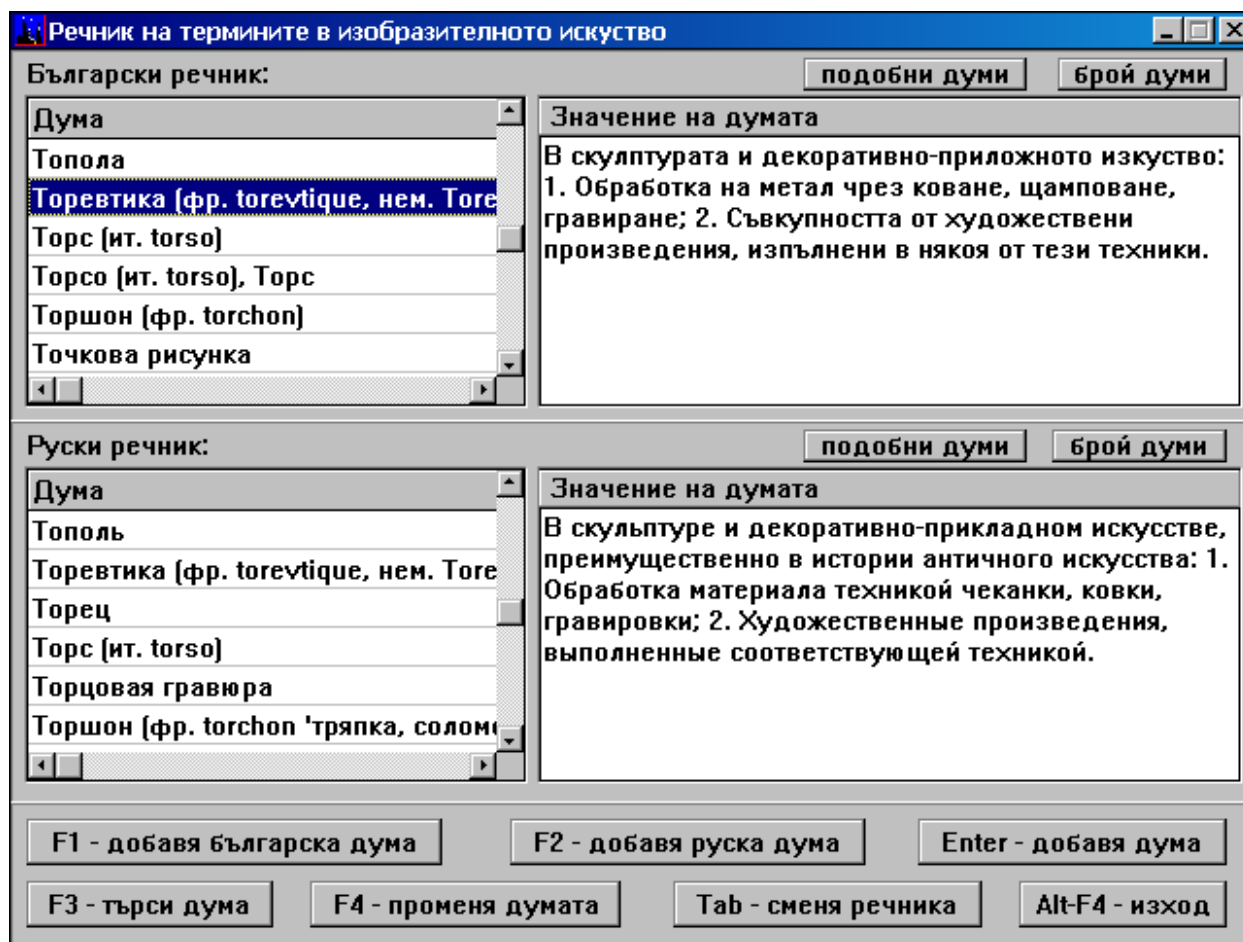 Речник на термините в изобразителното искуство
Български речник:
подобни думи
брой думи
Дума
Топола
Торевтика (фр. torevtique, нем. Tore
Торс (ит. torso)
Торсо (ит. torso), Торс
Торшон (фр. torchon)
Точкова рисунка
Значение на думата
В скулптурата и декоративно-приложното изкуство:
1. Обработка на метал чрез коване, щамповане,
гравиране; 2. Съвкупността от художествени
произведения, изпълнени в някоя от тези техники.
Руски речник:
подобни думи
брой думи
Дума
Тополь
Торевтика (фр. torevtique, нем. Tore
Торец
Торс (ит. torso)
Торцовая гравюра
Торшон (фр. torchon 'тряпка, солом
Значение на думата
В скульптуре и декоративно-прикладном искусстве,
преимущественно в истории античного искусства: 1.
Обработка материала техникой чеканки, ковки,
гравировки; 2. Художественные произведения,
выполненные соответствующей техникой.
F1 - добавя българска дума
F2 - добавя руска дума
Enter - добавя дума
F3 - търси дума
F4 - променя думата
Tab - сменя речника
Alt-F4 - изход